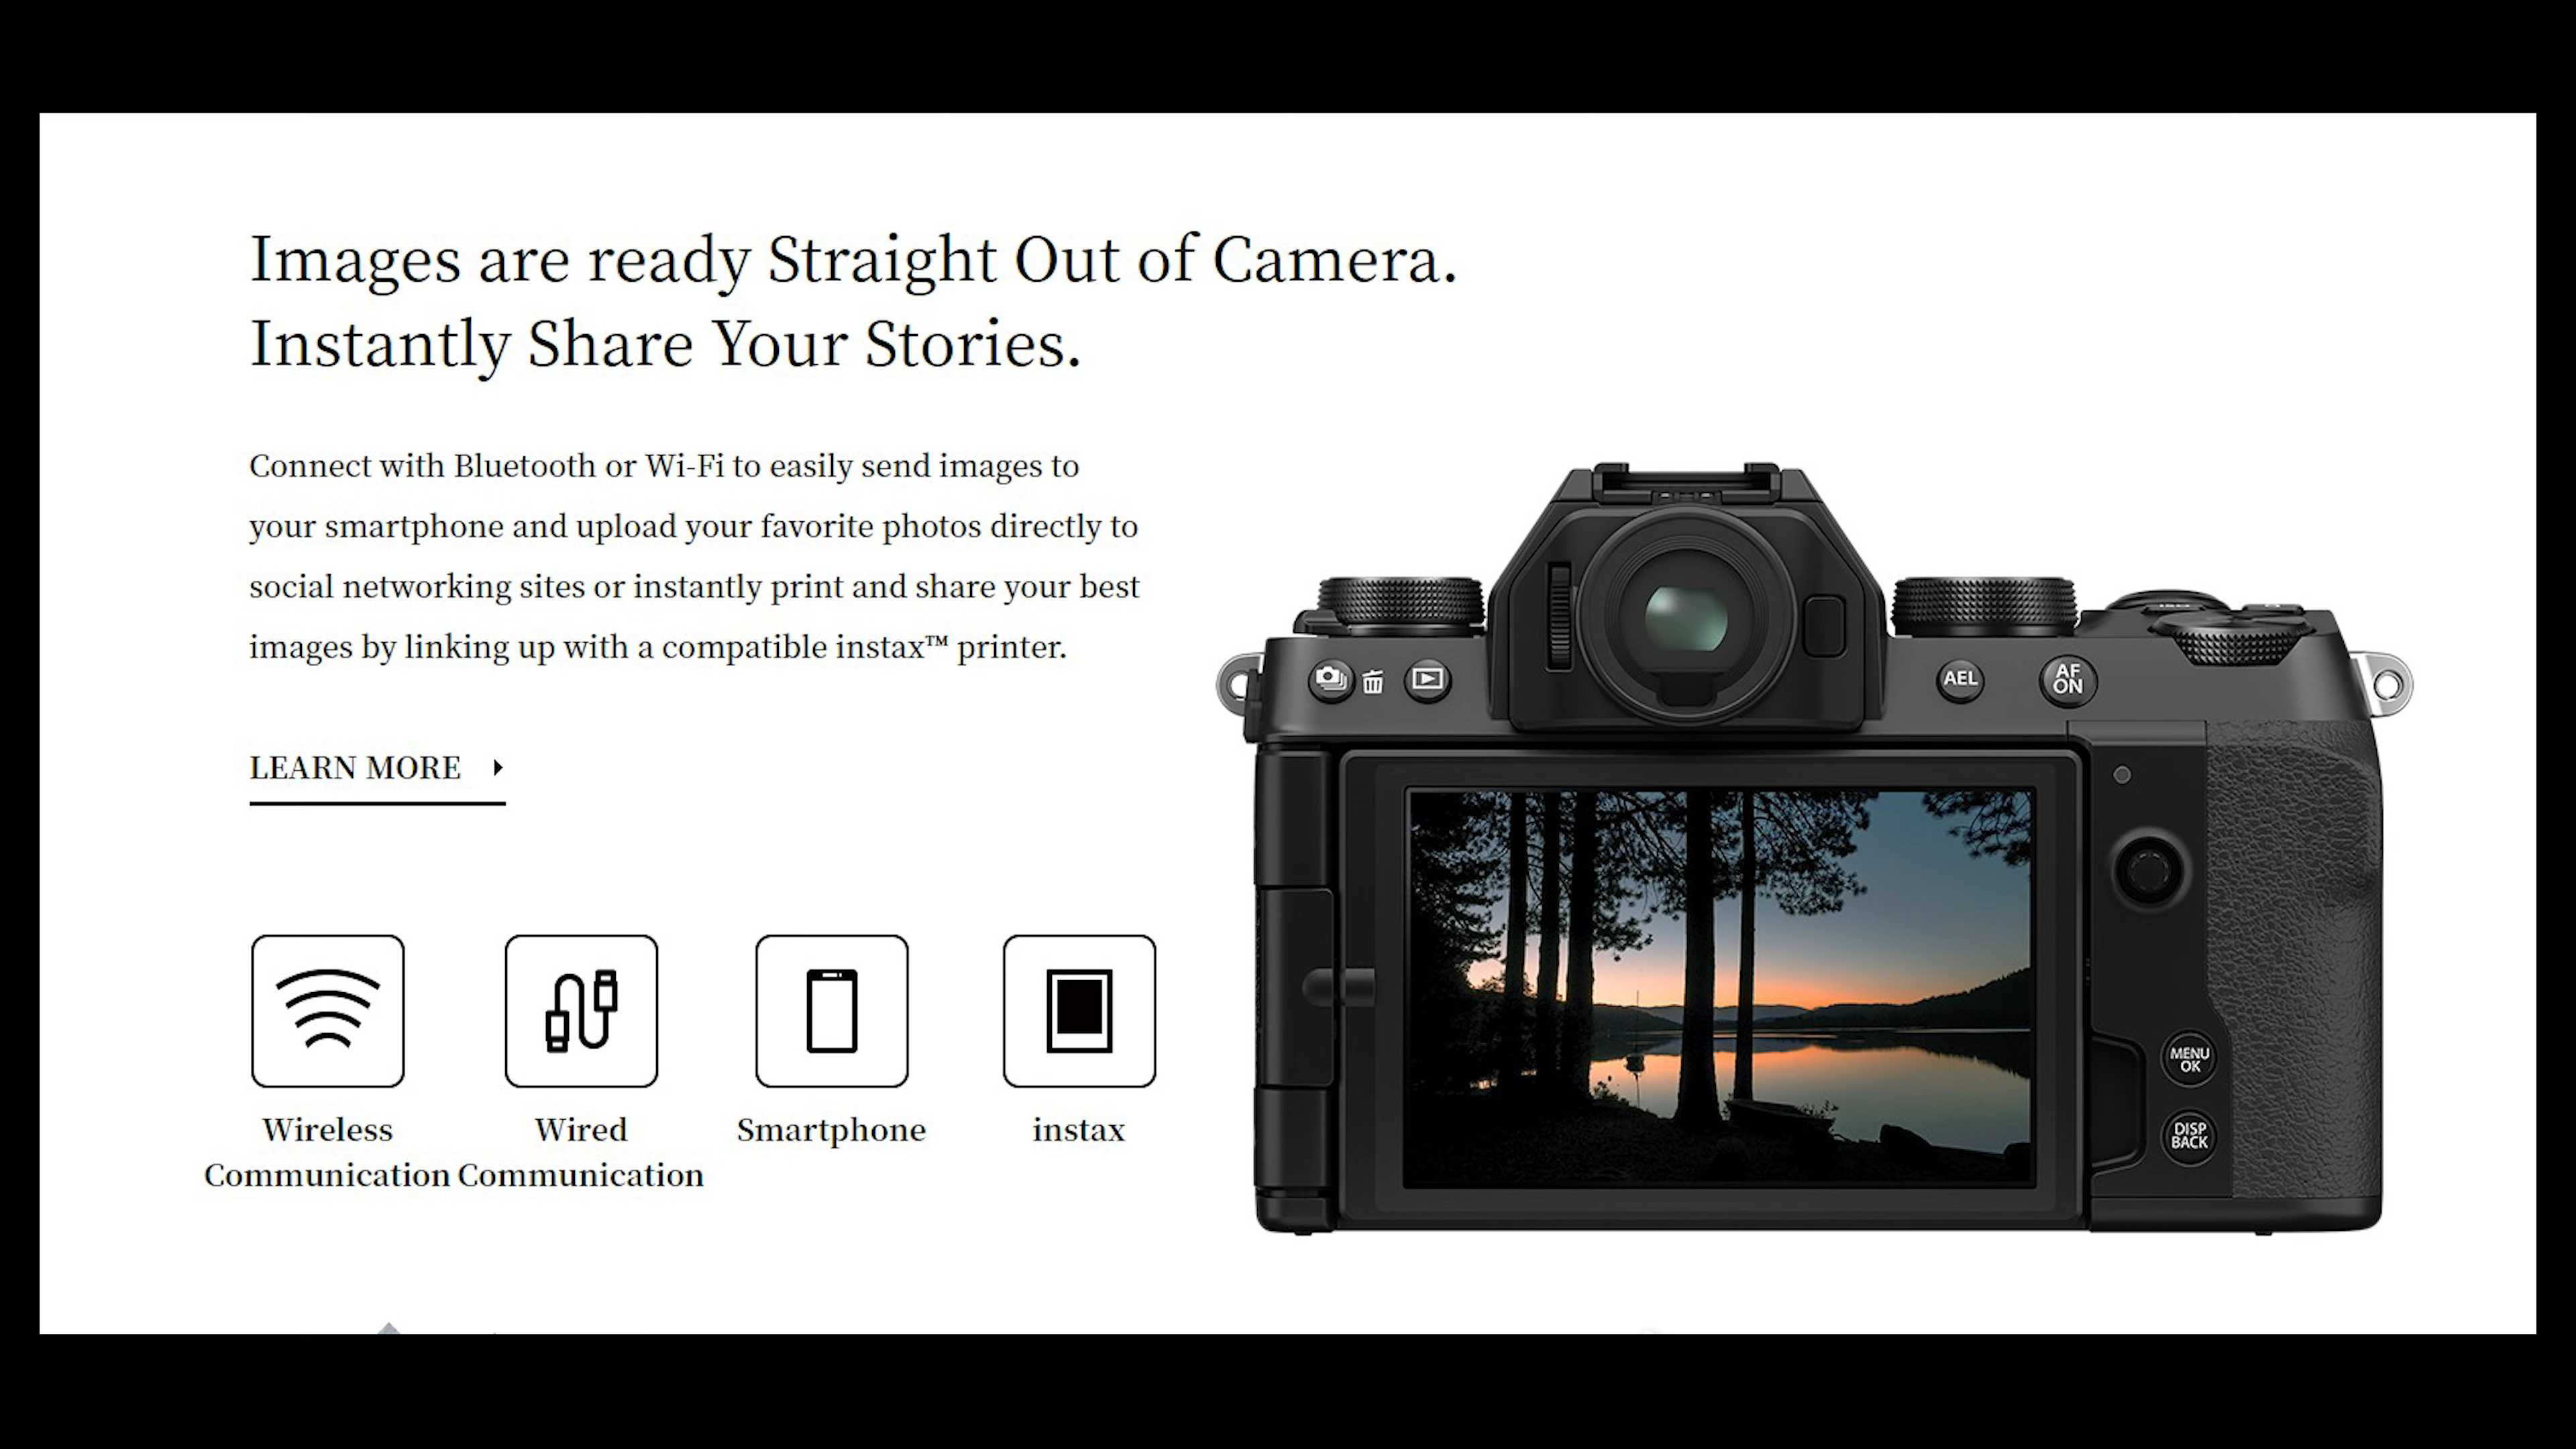 Images are ready Straight Out of Camera.
Instantly Share Your Stories.
Connect with Bluetooth or Wi-Fi to easily send images to
your smartphone and upload your favorite photos directly to
social networking sites or instantly print and share your best
images by linking up with a compatible instax™ printer.
LEARN MORE
Wireless
Communication
Wired
Communication
Smartphone
instax
AEL
AF
ON
MENU
OK
DISP
BACK